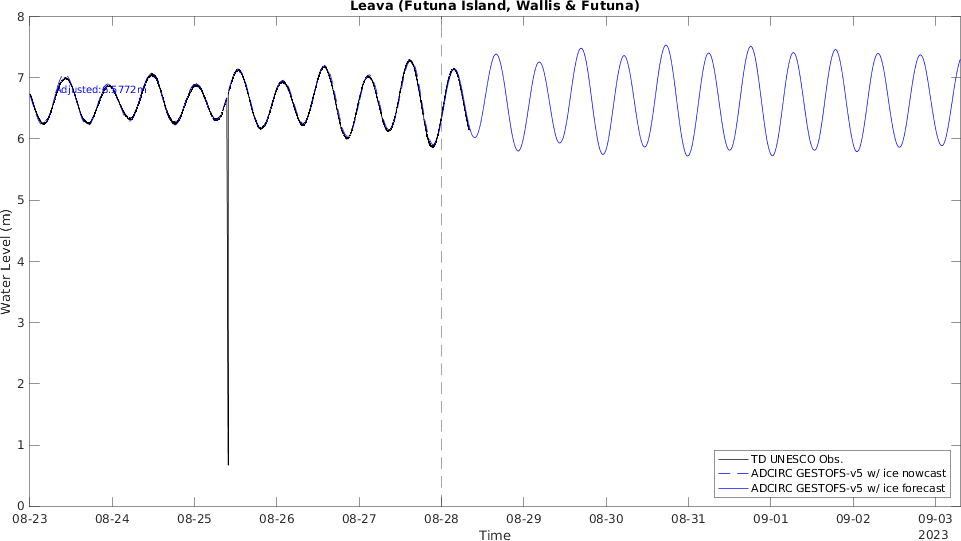 Leava (Futuna Island, Wallis & Futuna)
8
7
6
5
4
3
2
1
0
Water Level (m)
Adjusted:6.5772m
TD UNESCO Obs.
ADCIRC GESTOFS-v5 w/ ice nowcast
ADCIRC GESTOFS-v5 w/ ice forecast
08-23 08-24 08-25 08-26 08-27 08-28 08-29 08-30 08-31 09-01 09-02 09-03
Time
2023